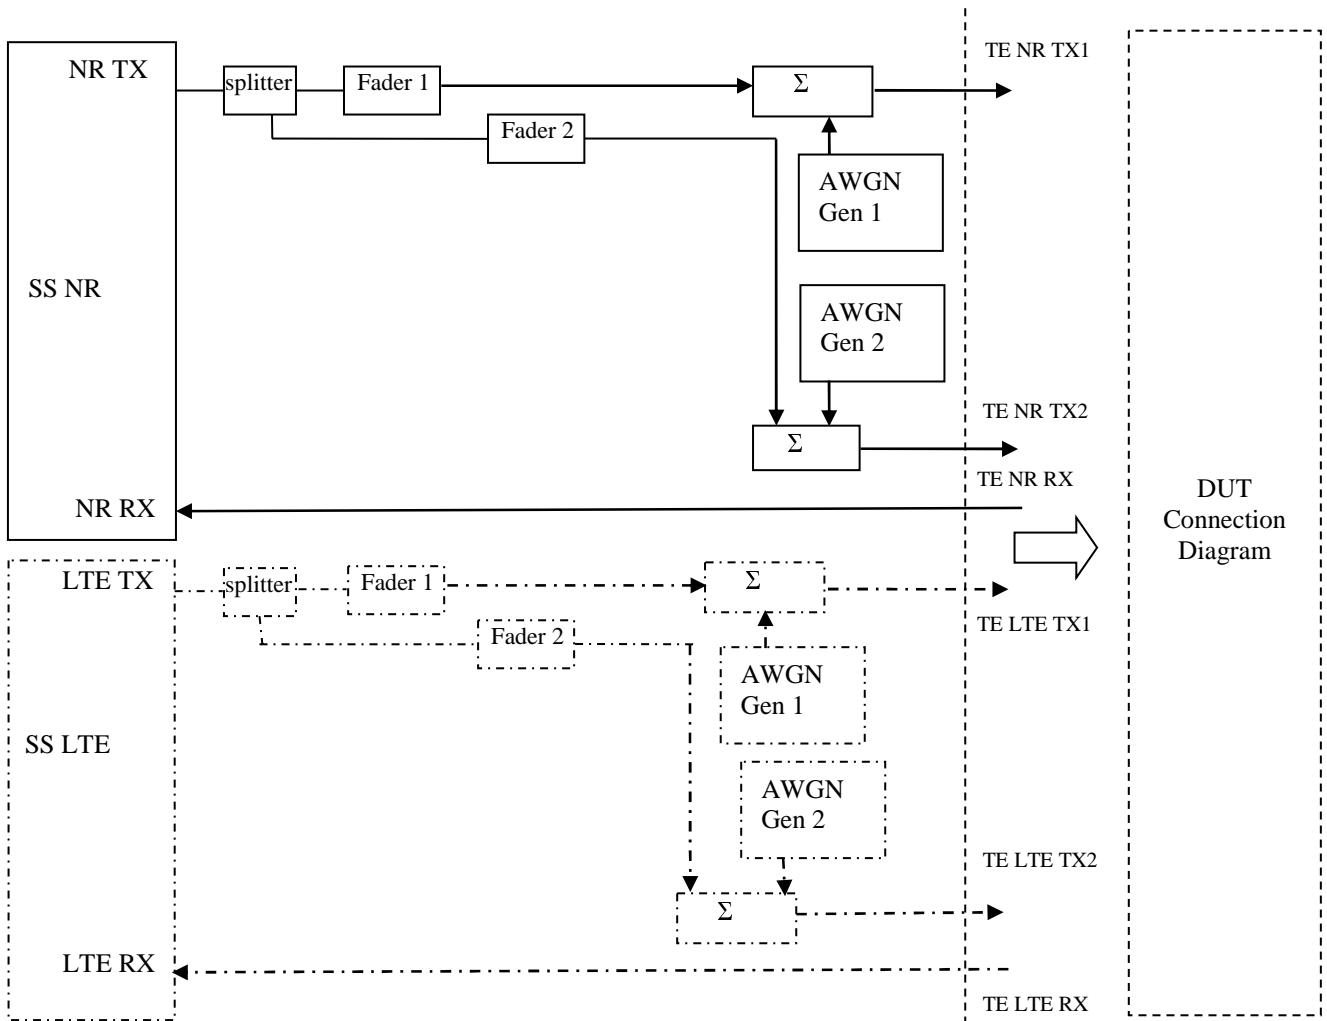 NR TX
splitter
Fader 1
Σ
TE NR TX1
Fader 2
AWGN
Gen 1
SS NR
AWGN
Gen 2
TE NR TX2
Σ
TE NR RX
NR RX
DUT
Connection
Diagram
LTE TX
splitter
Fader 1
Σ
TE LTE TX1
Fader 2
AWGN
Gen 1
SS LTE
AWGN
Gen 2
TE LTE TX2
Σ
LTE RX
TE LTE RX